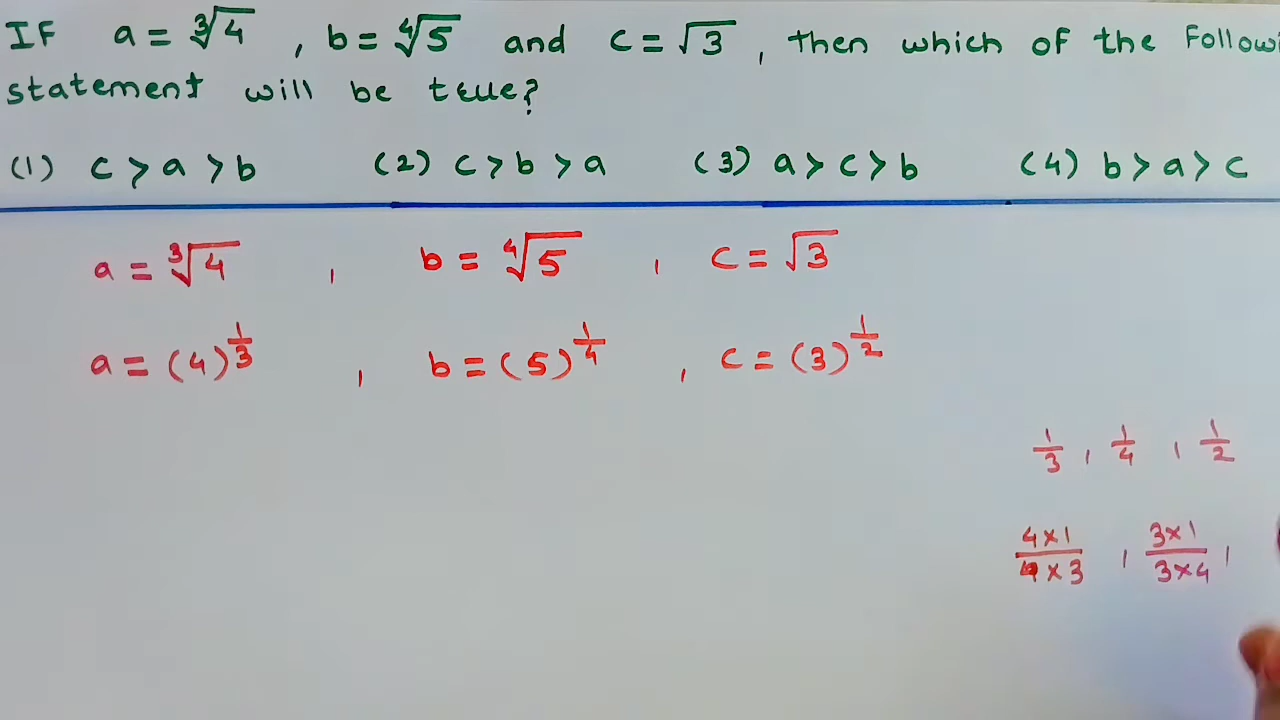 IF a = ∛4 , b = ∜5 and c = √3 , then which of the Followi
statement will be true?
(1) c > a > b (2) c > b > a (3) a > c > b (4) b > a > c
a = ∛4 , b = ∜5 , c = √3
a = (4)^1/3 , b = (5)^1/4 , c = (3)^1/2
1/3 , 1/4 , 1/2
4×1/4×3 , 3×1/3×4 ,